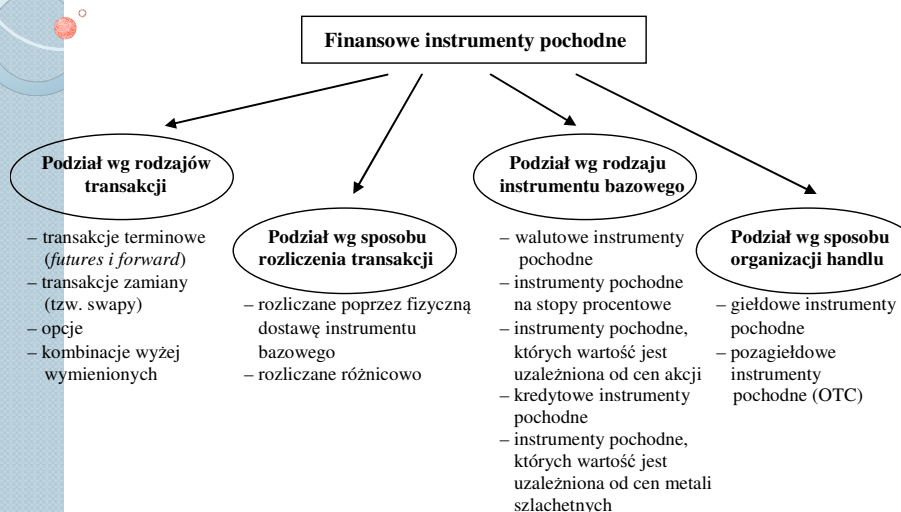 Finansowe instrumenty pochodne
Podział wg rodzajów
transakcji
– transakcje terminowe
(futures i forward)
– transakcje zamiany
(tzw. swapy)
– opcje
– kombinacje wyżej
wymienionych
Podział wg sposobu
rozliczenia transakcji
– rozliczane poprzez fizyczną
dostawę instrumentu
bazowego
– rozliczane różnicowo
Podział wg rodzaju
instrumentu bazowego
– walutowe instrumenty
pochodne
– instrumenty pochodne
na stopy procentowe
– instrumenty pochodne,
których wartość jest
uzależniona od cen akcji
– kredytowe instrumenty
pochodne
– instrumenty pochodne,
których wartość jest
uzależniona od cen metali
szlachetnych
Podział wg sposobu
organizacji handlu
– giełdowe instrumenty
pochodne
– pozagiełdowe
instrumenty
pochodne (OTC)